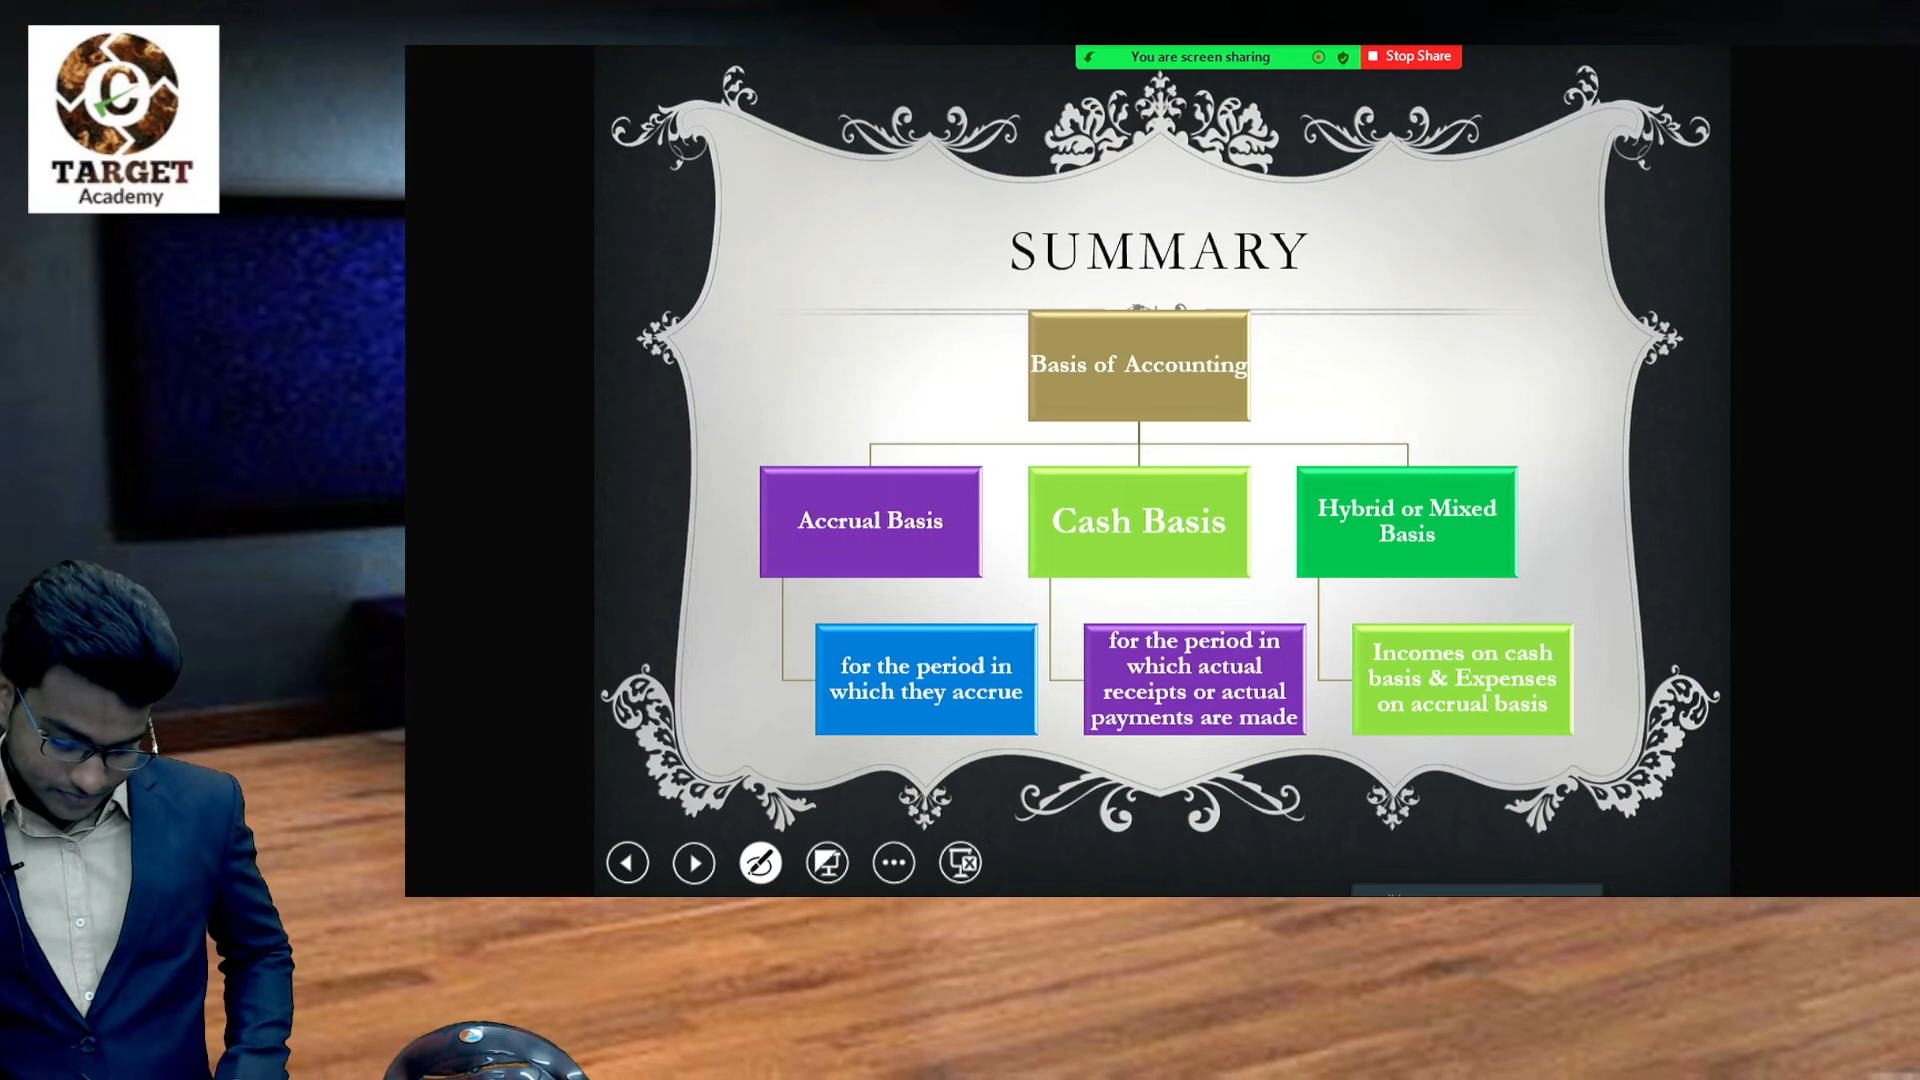 TARGET
Academy
You are screen sharing
Stop Share
SUMMARY
Basis of Accounting
Accrual Basis
Cash Basis
Hybrid or Mixed
Basis
for the period in
which they accrue
for the period in
which actual
receipts or actual
payments are made
Incomes on cash
basis & Expenses
on accrual basis